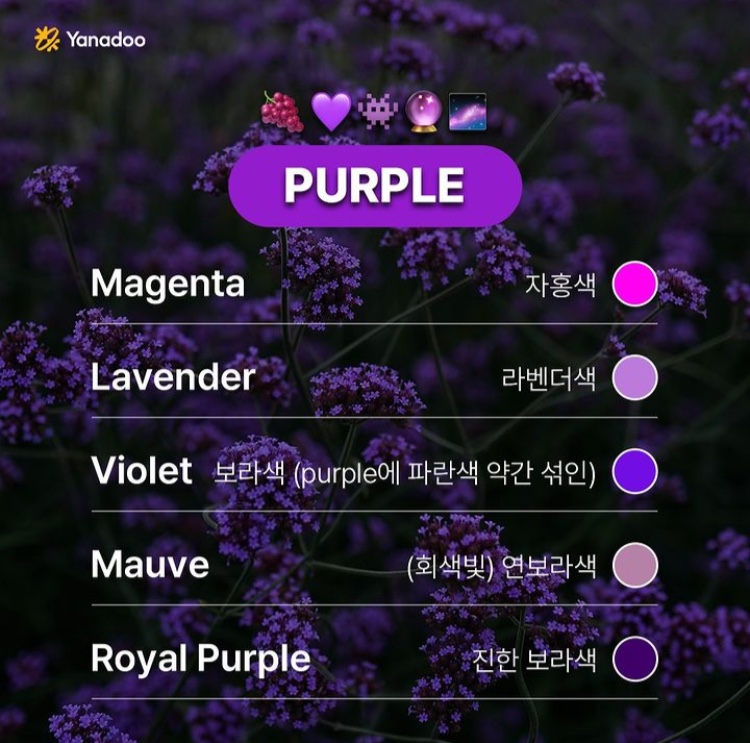 Yanadoo
PURPLE
Magenta 자홍색
Lavender 라벤더색
Violet 보라색 (purple에 파란색 약간 섞인)
Mauve (회색빛) 연보라색
Royal Purple 진한 보라색